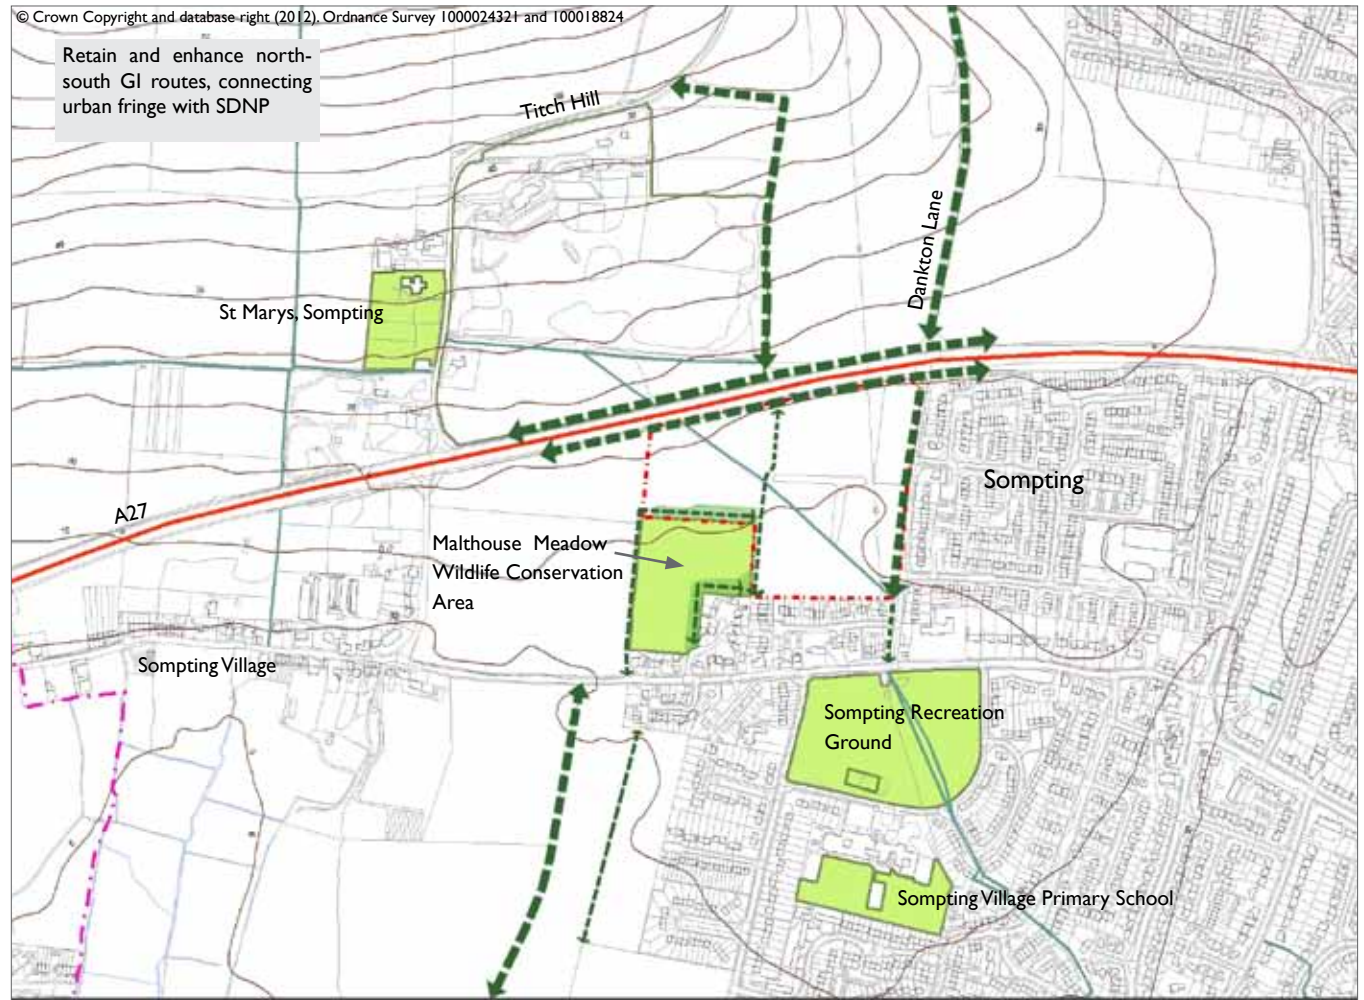 © Crown Copyright and database right (2012). Ordnance Survey 1000024321 and 100018824
Retain and enhance north-
south GI routes, connecting
urban fringe with SDNP
Titch Hill
Dankton Lane
St Marys, Sompting
Sompting
A27
Malthouse Meadow
Wildlife Conservation
Area
Sompting Village
Sompting Recreation
Ground
Sompting Village Primary School